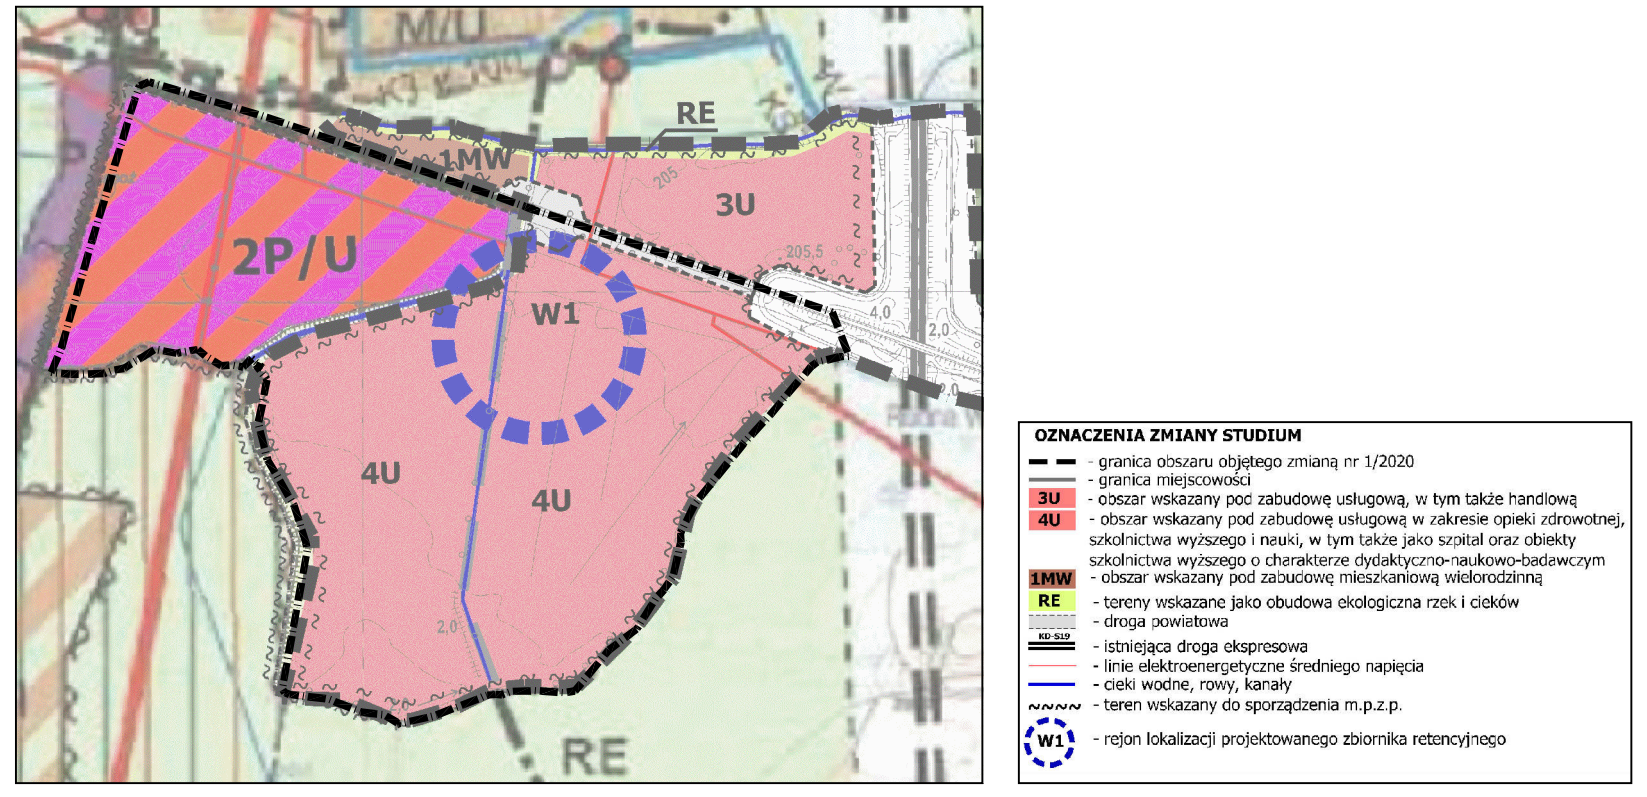 M/U
RE
1MW
205
3U
2P/U
205,5
W1
4,0
2,0
2,0
4U
4U
2,0
RE
OZNACZENIA ZMIANY STUDIUM
- granica obszaru objętego zmianą nr 1/2020
- granica miejscowości
3U - obszar wskazany pod zabudowę usługową, w tym także handlową
4U - obszar wskazany pod zabudowę usługową w zakresie opieki zdrowotnej,
szkolnictwa wyższego i nauki, w tym także jako szpital oraz obiekty
szkolnictwa wyższego o charakterze dydaktyczno-naukowo-badawczym
1MW - obszar wskazany pod zabudowę mieszkaniową wielorodzinną
RE - tereny wskazane jako obudowa ekologiczna rzek i cieków
- droga powiatowa
KD-S19 - istniejąca droga ekspresowa
- linie elektroenergetyczne średniego napięcia
- cieki wodne, rowy, kanały
- teren wskazany do sporządzenia m.p.z.p.
W1 - rejon lokalizacji projektowanego zbiornika retencyjnego